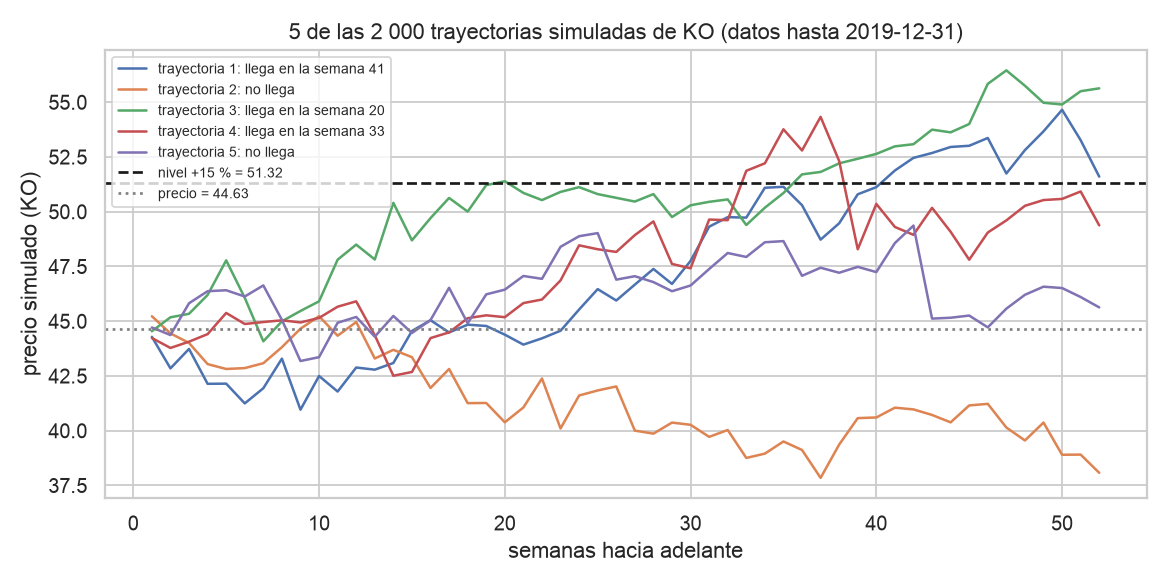 5 de las 2 000 trayectorias simuladas de KO (datos hasta 2019-12-31)
trayectoria 1: llega en la semana 41
trayectoria 2: no llega
trayectoria 3: llega en la semana 20
trayectoria 4: llega en la semana 33
trayectoria 5: no llega
nivel +15 % = 51.32
precio = 44.63
precio simulado (KO)
55.0
52.5
50.0
47.5
45.0
42.5
40.0
37.5
0 10 20 30 40 50
semanas hacia adelante